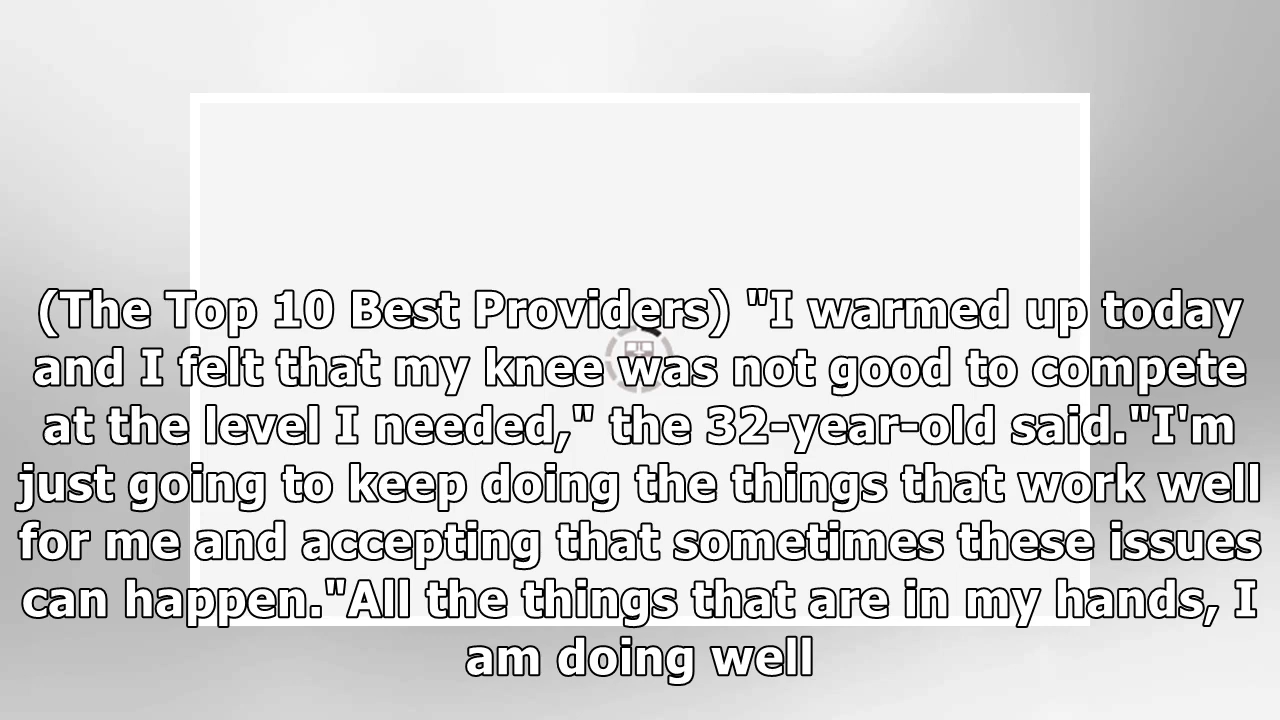 (The Top 10 Best Providers) "I warmed up today
and I felt that my knee was not good to compete
at the level I needed," the 32-year-old said."I'm
just going to keep doing the things that work well
for me and accepting that sometimes these issues
can happen."All the things that are in my hands, I
am doing well